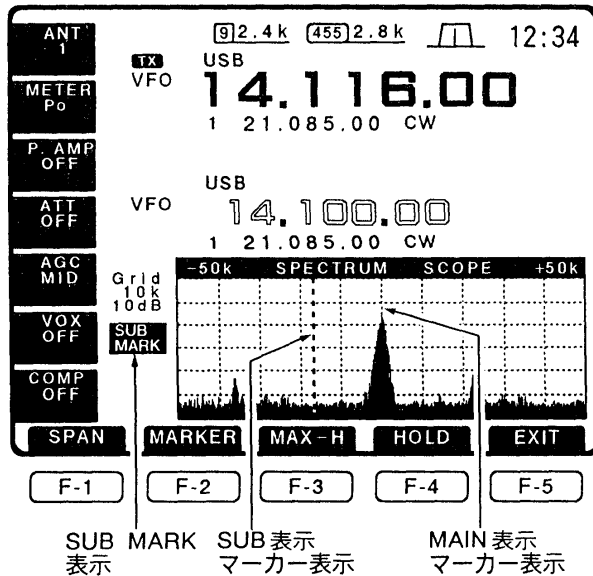 ANT
1
9 2.4k 455 2.8k 12:34
METER
Po
TX USB
VFO 14.116.00
1 21.085.00 CW
P. AMP
OFF
ATT
OFF
USB
VFO 14.100.00
1 21.085.00 CW
AGC
MID
VOX
OFF
COMP
OFF
Grid
10k
10dB
SUB
MARK
-50k SPECTRUM SCOPE +50k
SPAN MARKER MAX-H HOLD EXIT
F-1 F-2 F-3 F-4 F-5
SUB MARK
表示
SUB表示
マーカー表示
MAIN表示
マーカー表示